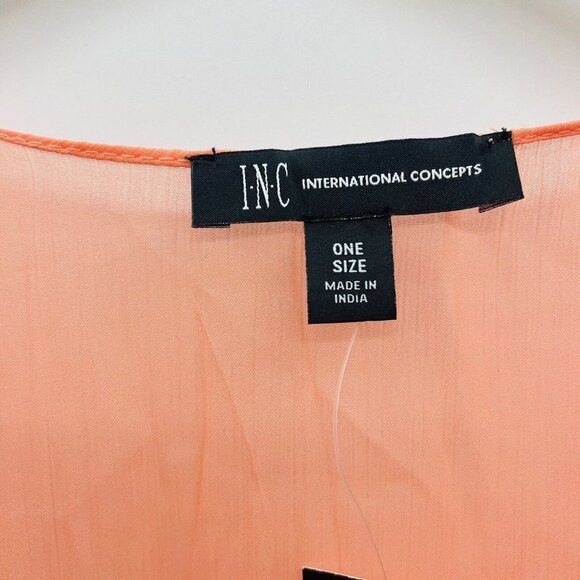 I·N·C INTERNATIONAL CONCEPTS
ONE
SIZE
MADE IN
INDIA